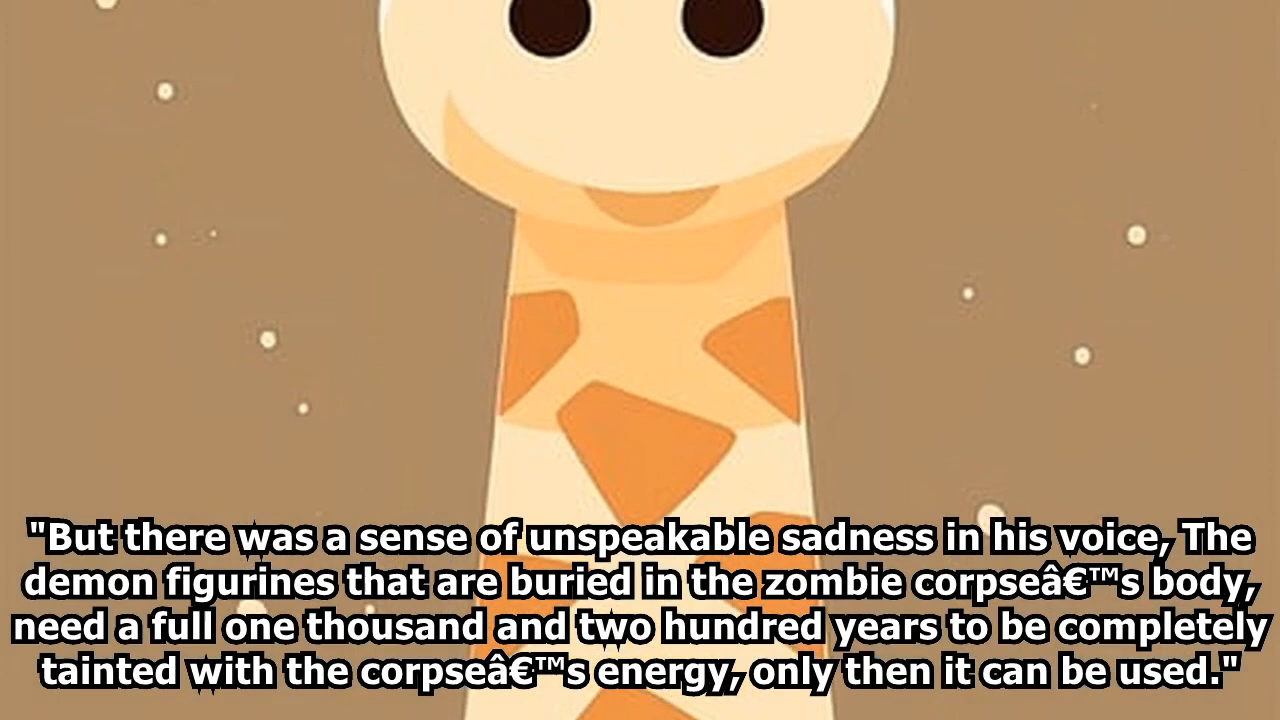 "But there was a sense of unspeakable sadness in his voice, The
demon figurines that are buried in the zombie corpseâ€™s body,
need a full one thousand and two hundred years to be completely
tainted with the corpseâ€™s energy, only then it can be used."